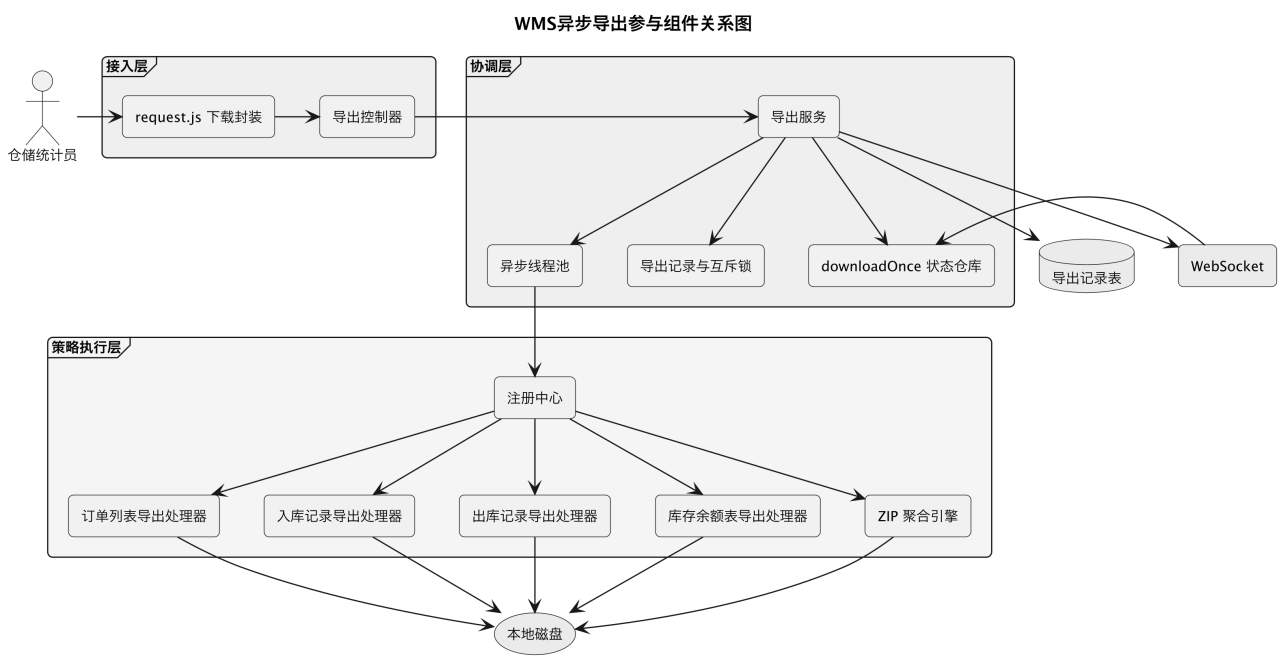 WMS异步导出参与组件关系图
接入层
协调层
仓储统计员
request.js 下载封装
导出控制器
导出服务
异步线程池
导出记录与互斥锁
downloadOnce 状态仓库
导出记录表
WebSocket
策略执行层
注册中心
订单列表导出处理器
入库记录导出处理器
出库记录导出处理器
库存余额表导出处理器
ZIP 聚合引擎
本地磁盘